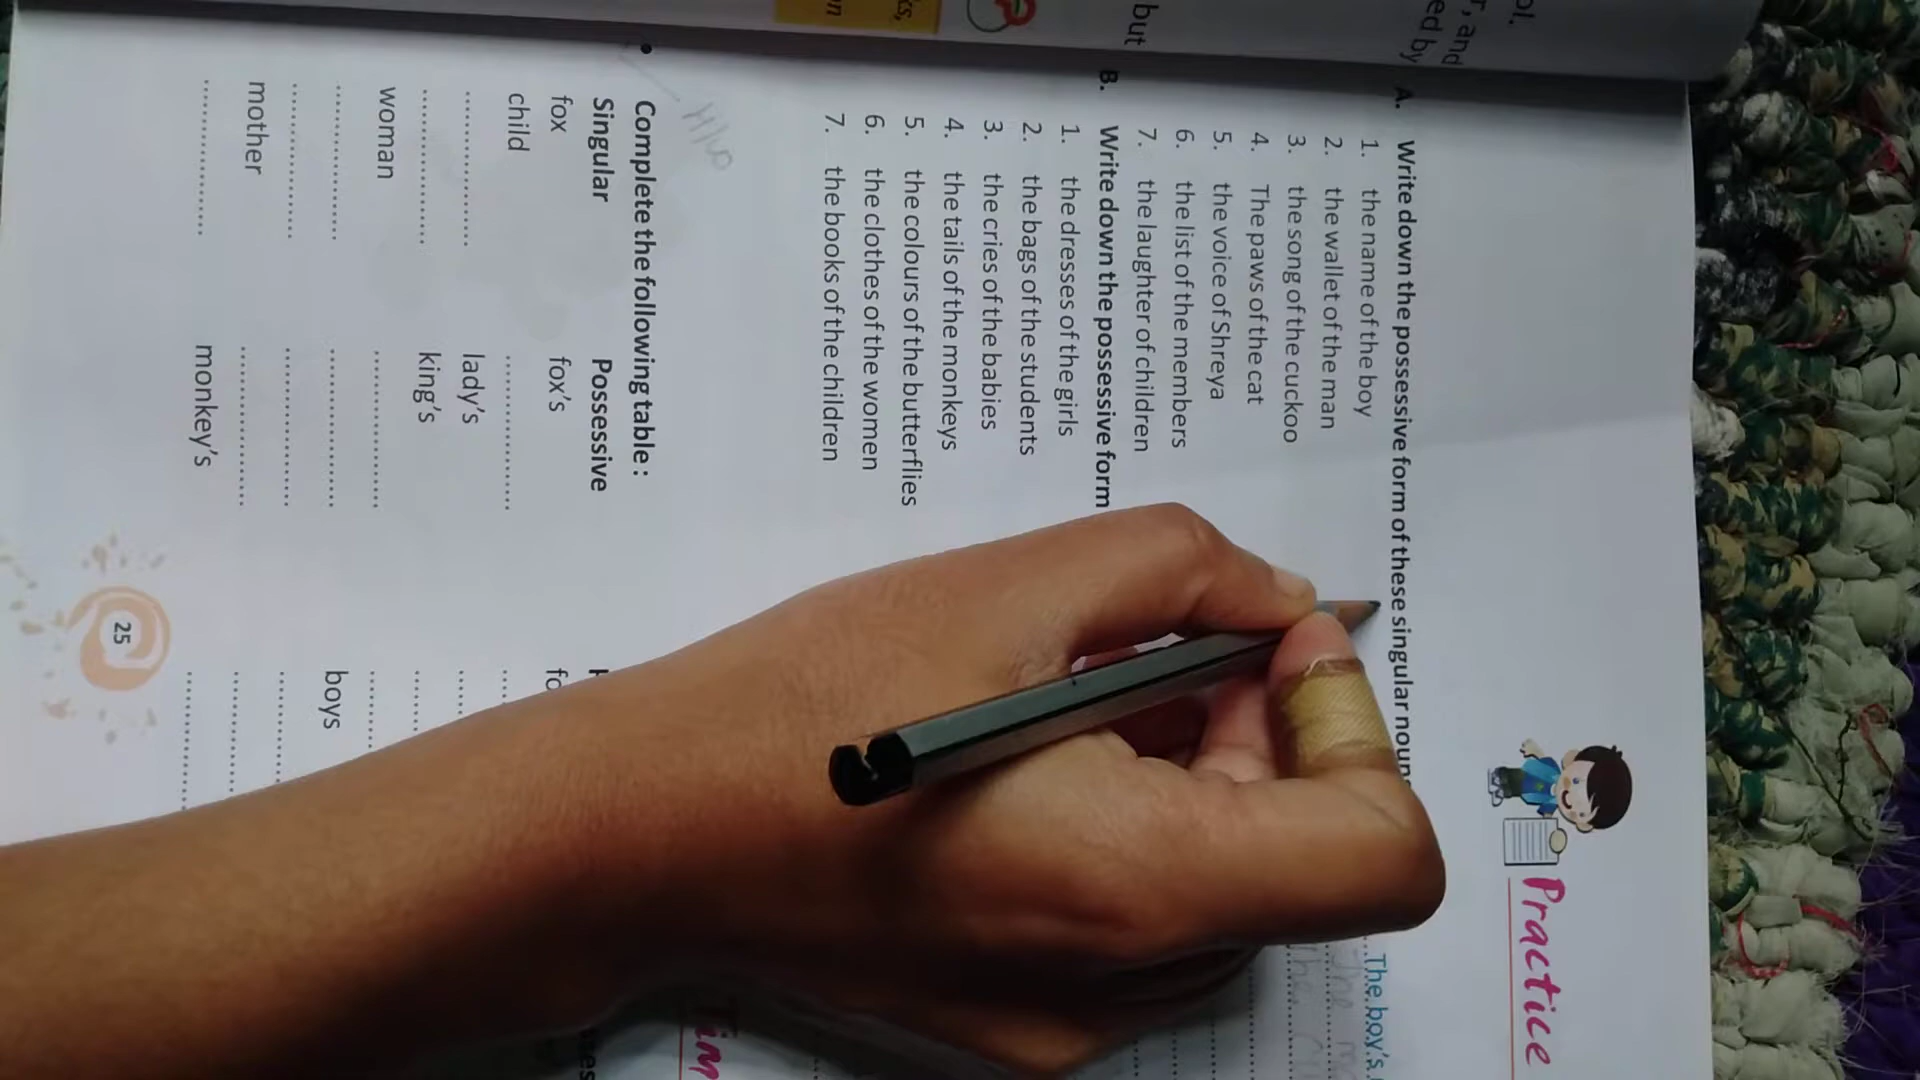 Practice
A. Write down the possessive form of these singular noun
1. the name of the boy The boy's
2. the wallet of the man The
3. the song of the cuckoo The
4. The paws of the cat
5. the voice of Shreya
6. the list of the members
7. the laughter of children
B. Write down the possessive form
1. the dresses of the girls
2. the bags of the students
3. the cries of the babies
4. the tails of the monkeys
5. the colours of the butterflies
6. the clothes of the women
7. the books of the children
H/W
• Complete the following table :
Singular Possessive
fox fox's fo
child
lady's
king's
woman
boys
mother
monkey's
25
but
r, and
ed by